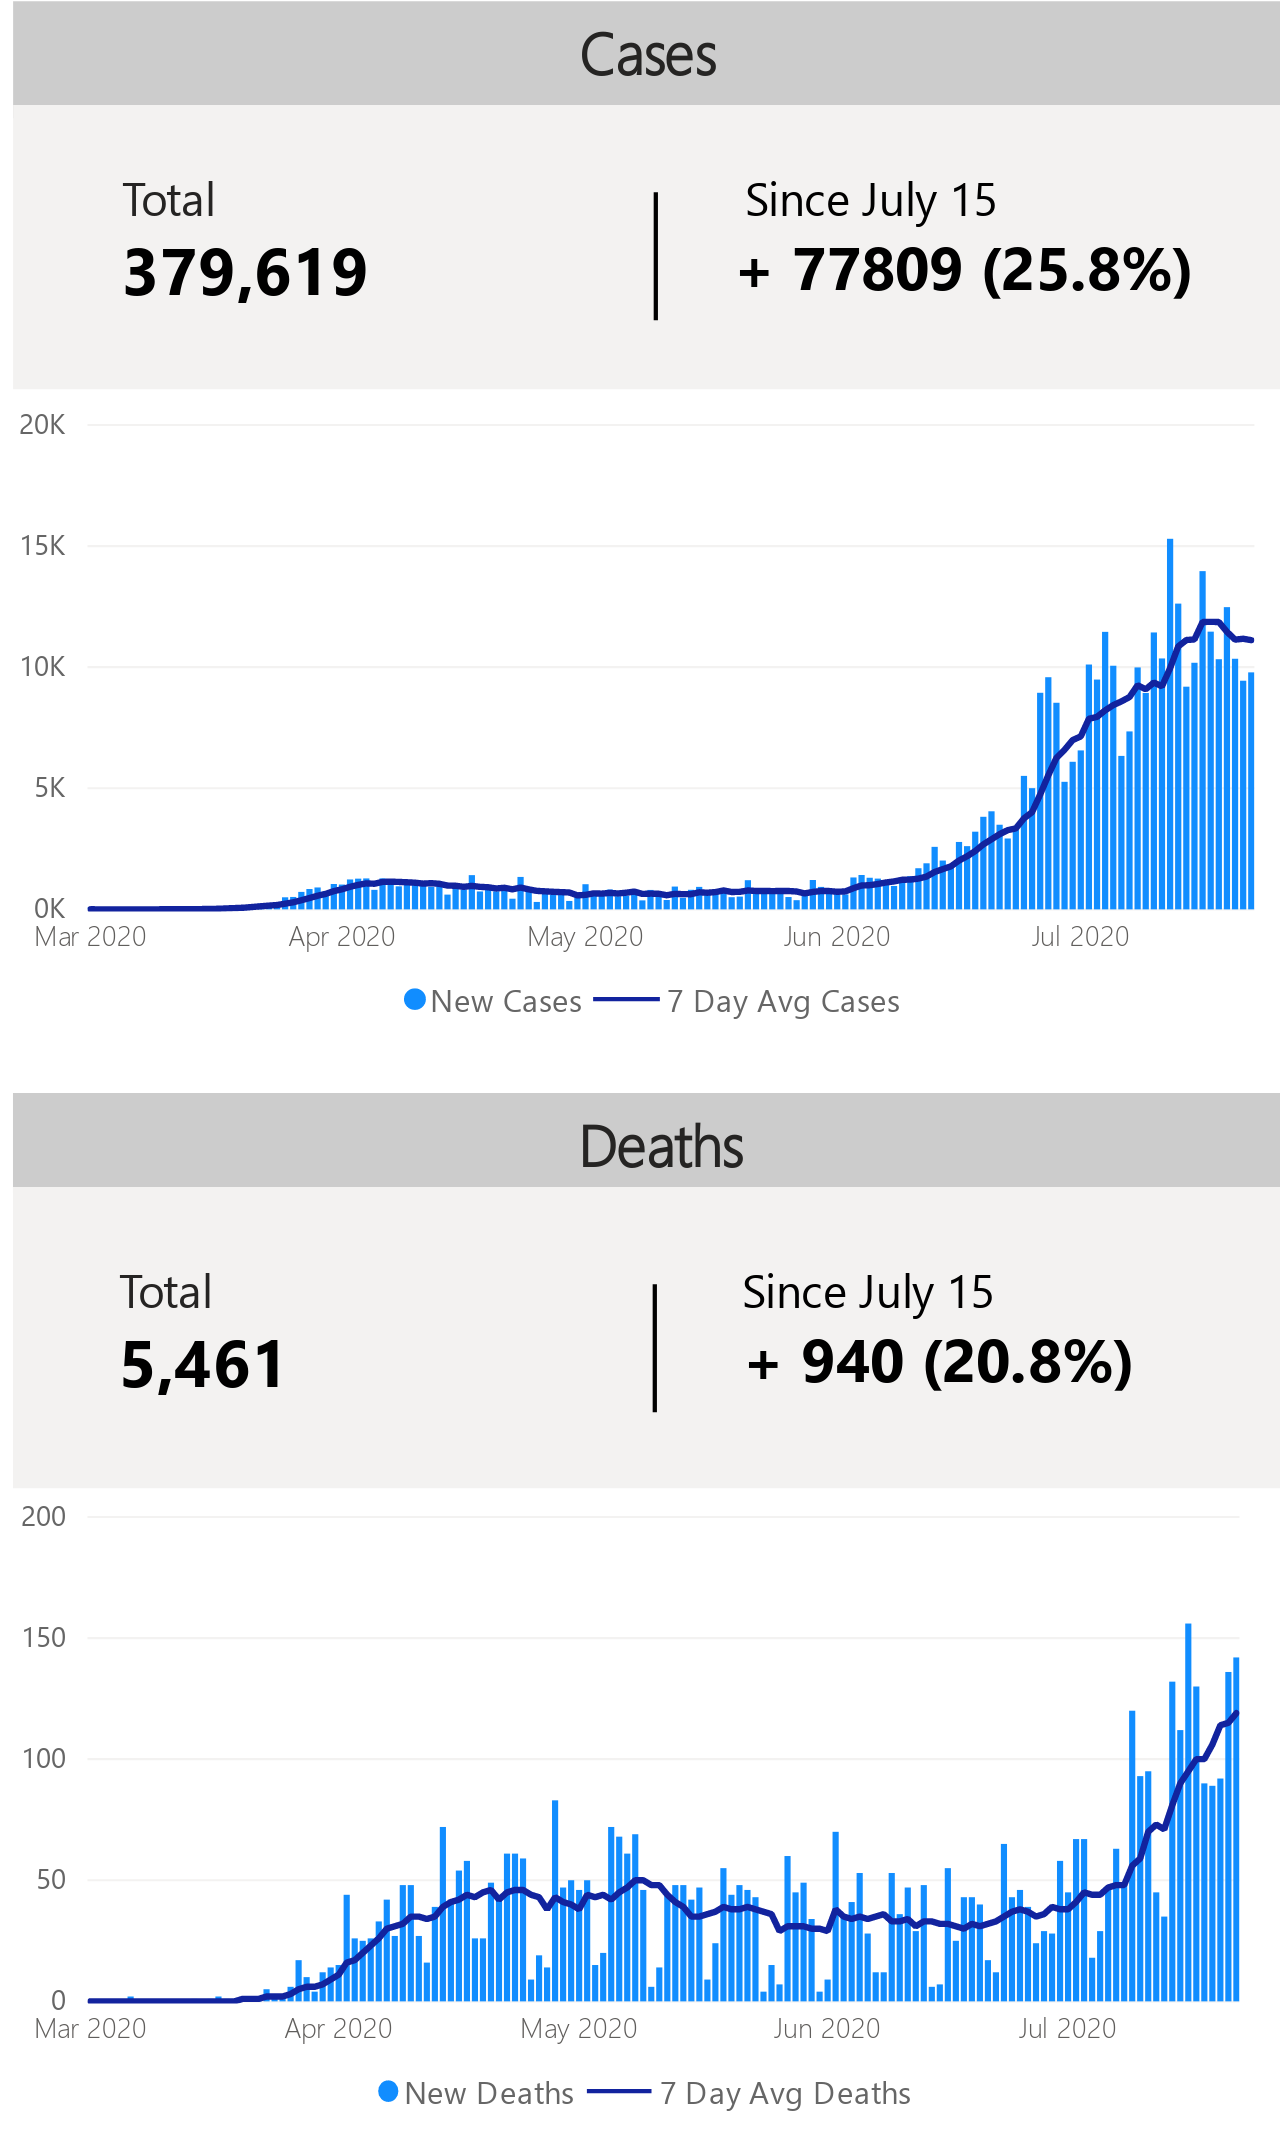 Cases
Total
Since July 15
379,619
+ 77809 (25.8%)
20K
15K
10K
5K
0K
Mar 2020 Apr 2020 May 2020 Jun 2020 Jul 2020
New Cases 7 Day Avg Cases
Deaths
Total
Since July 15
5,461
+ 940 (20.8%)
200
150
100
50
0
Mar 2020 Apr 2020 May 2020 Jun 2020 Jul 2020
New Deaths 7 Day Avg Deaths